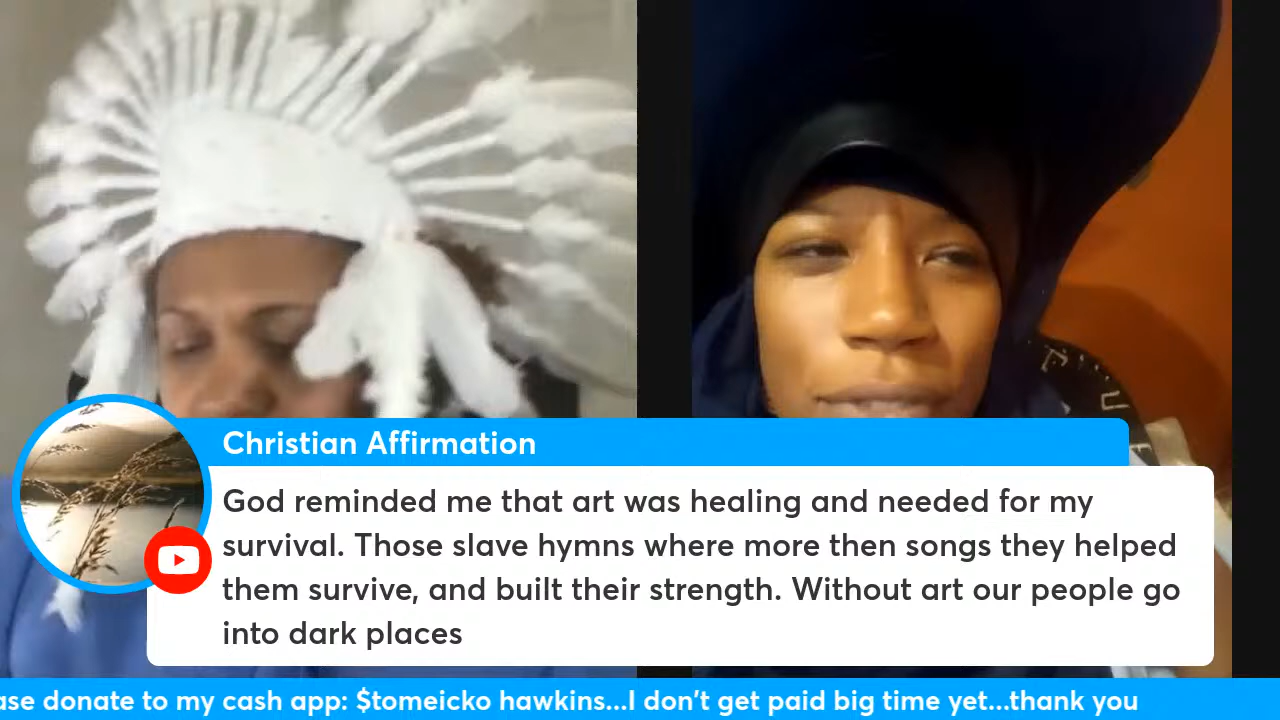 Christian Affirmation
God reminded me that art was healing and needed for my
survival. Those slave hymns where more then songs they helped
them survive, and built their strength. Without art our people go
into dark places
ase donate to my cash app: $tomeicko hawkins...I don't get paid big time yet...thank you